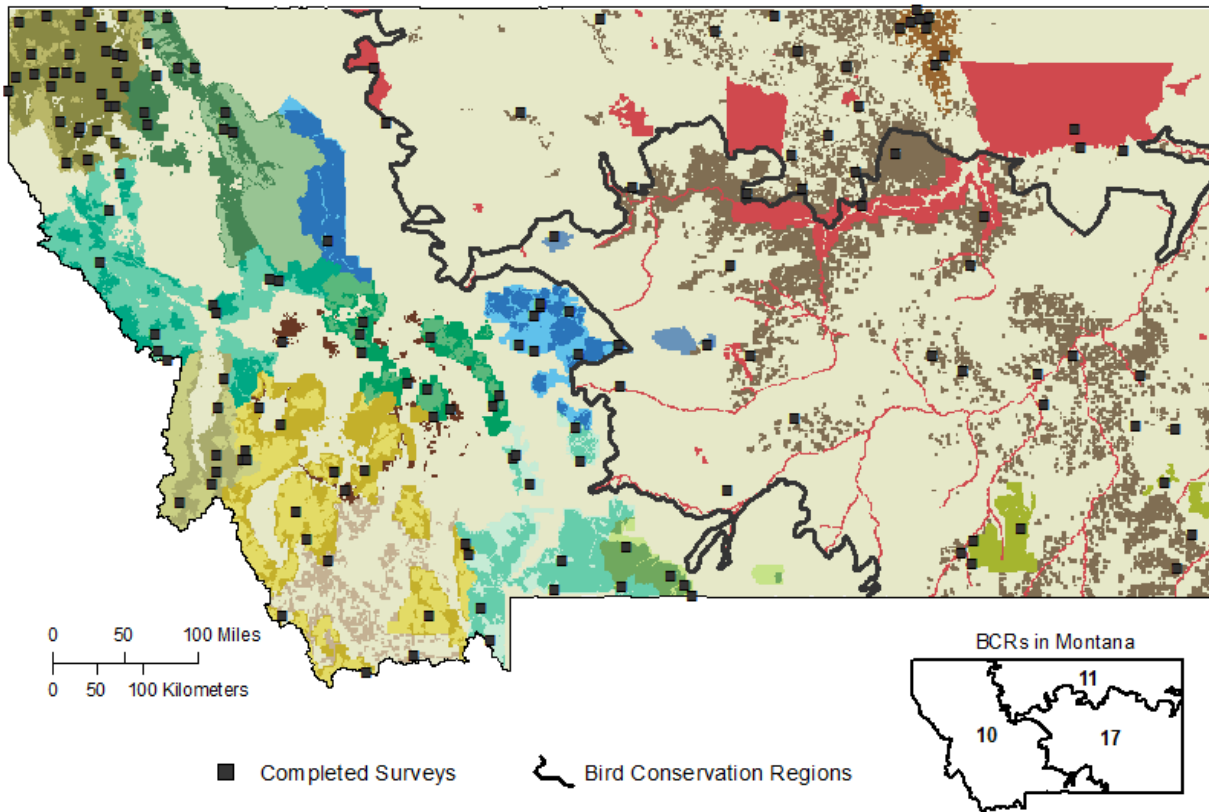 0 50 100 Miles
0 50 100 Kilometers
BCRs in Montana
11
10
17
Completed Surveys
Bird Conservation Regions